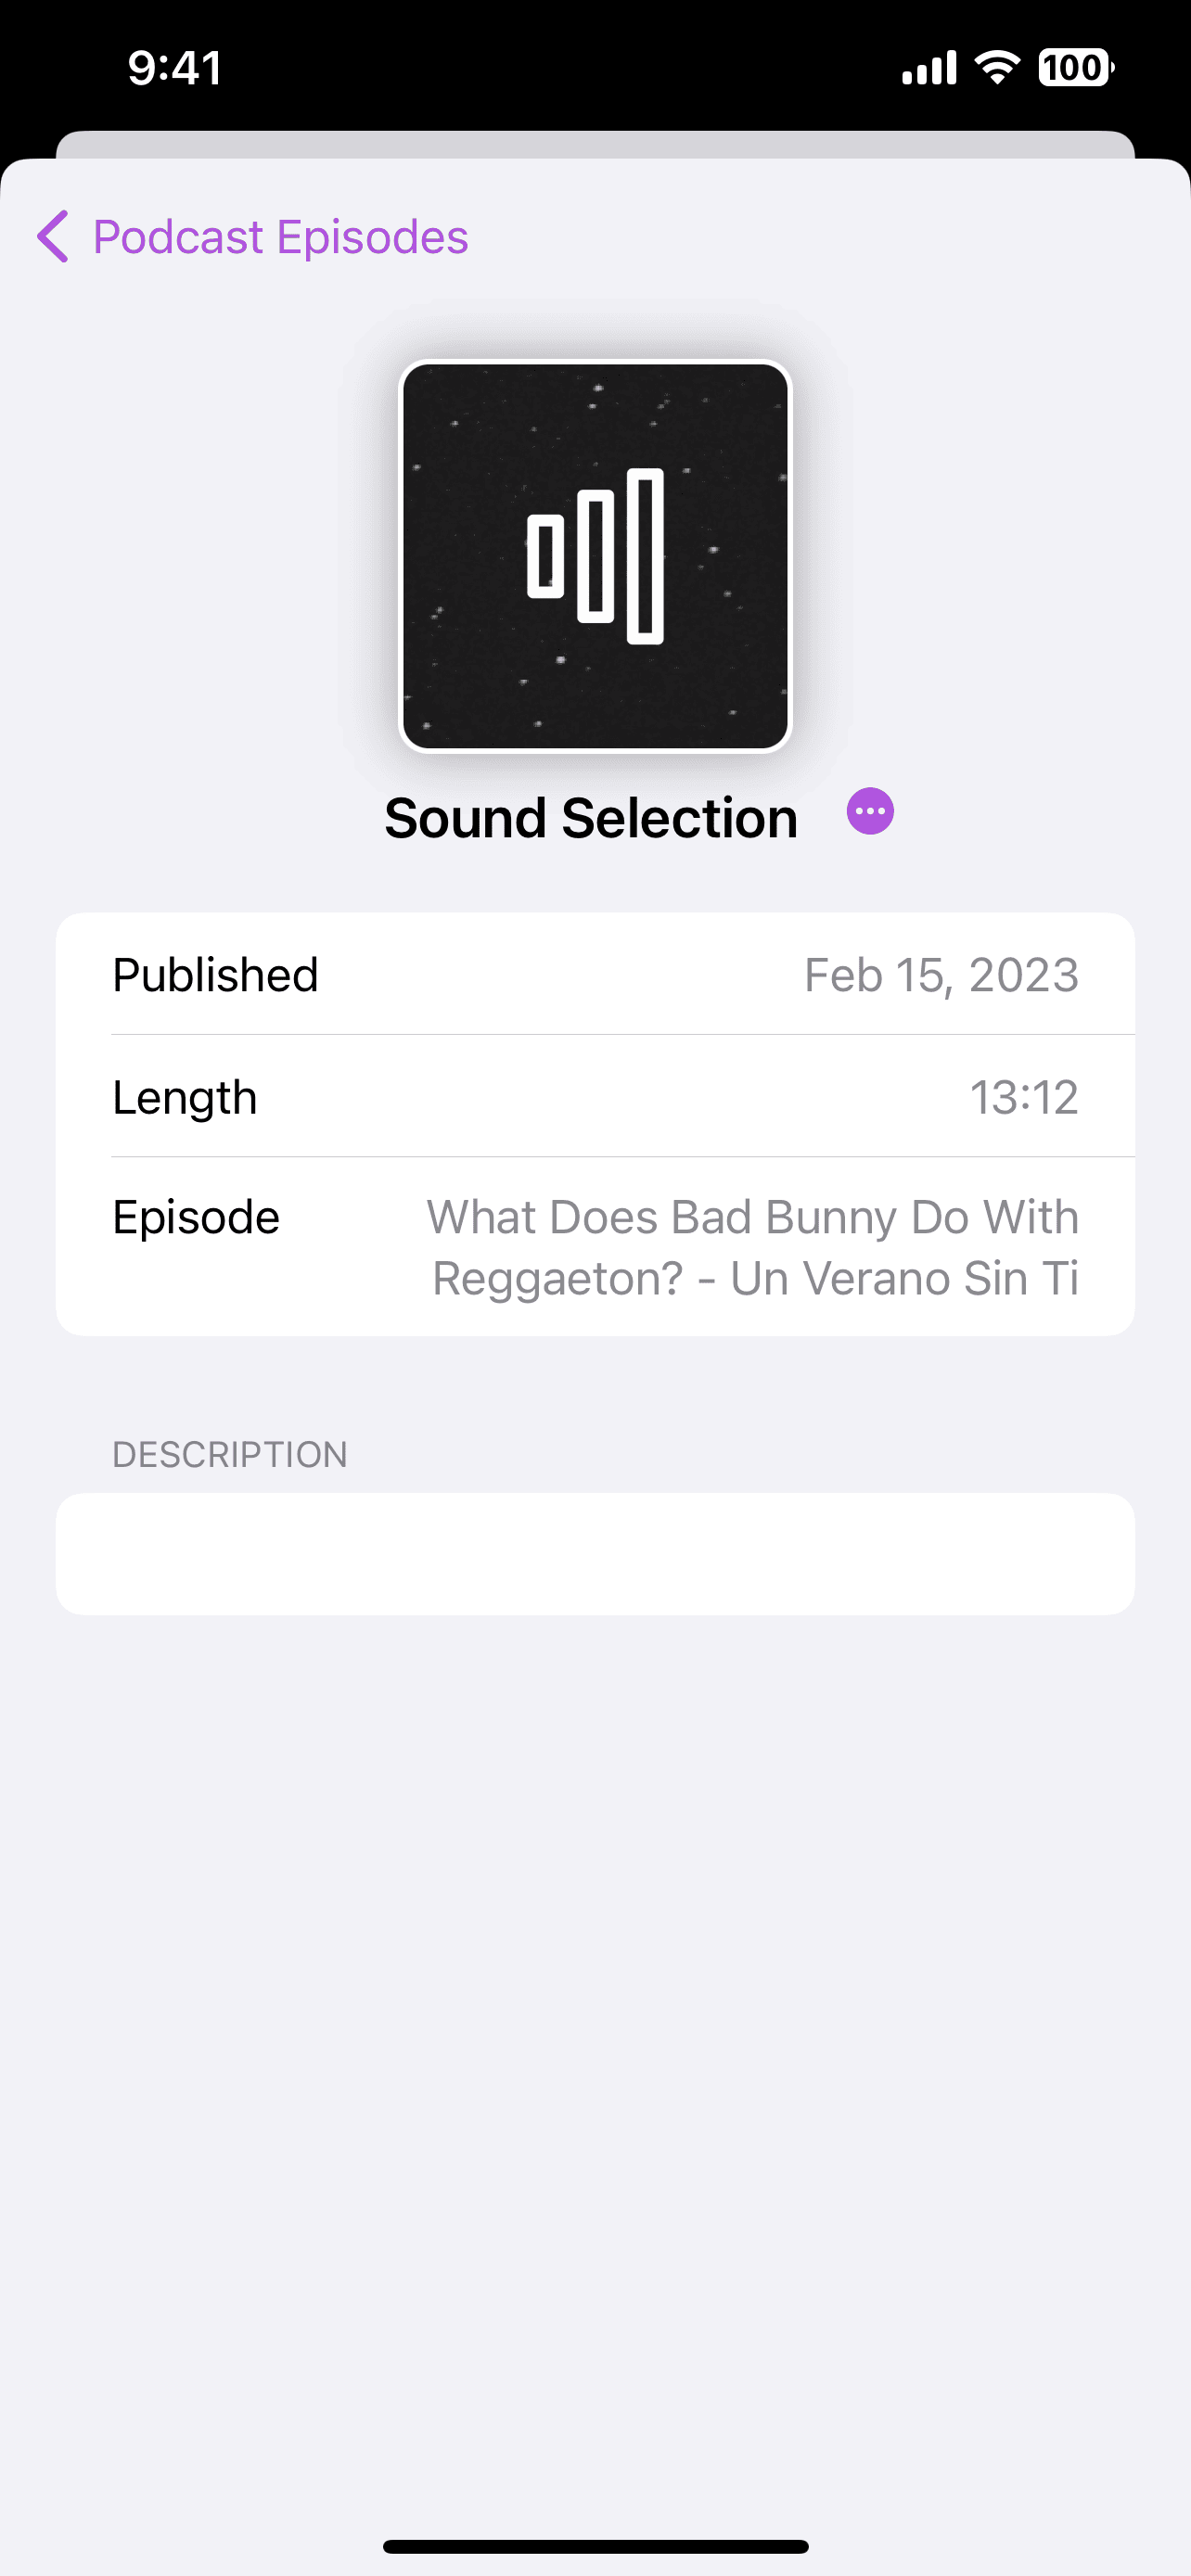 9:41
100
Podcast Episodes
Sound Selection
Published
Feb 15, 2023
Length
13:12
Episode
What Does Bad Bunny Do With
Reggaeton? - Un Verano Sin Ti
DESCRIPTION